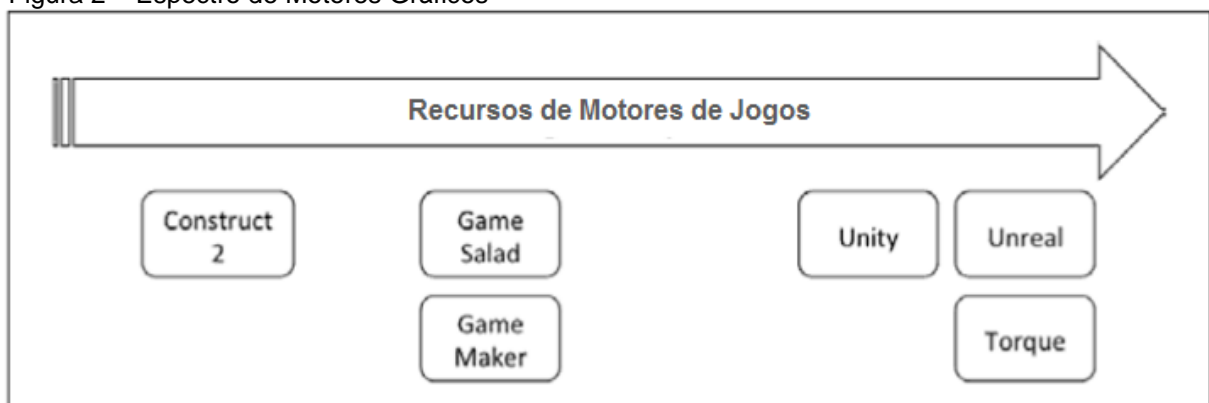 Figura 2 – Espectro de Motores Gráficos
Recursos de Motores de Jogos
Construct
2
Game
Salad
Unity
Unreal
Game
Maker
Torque